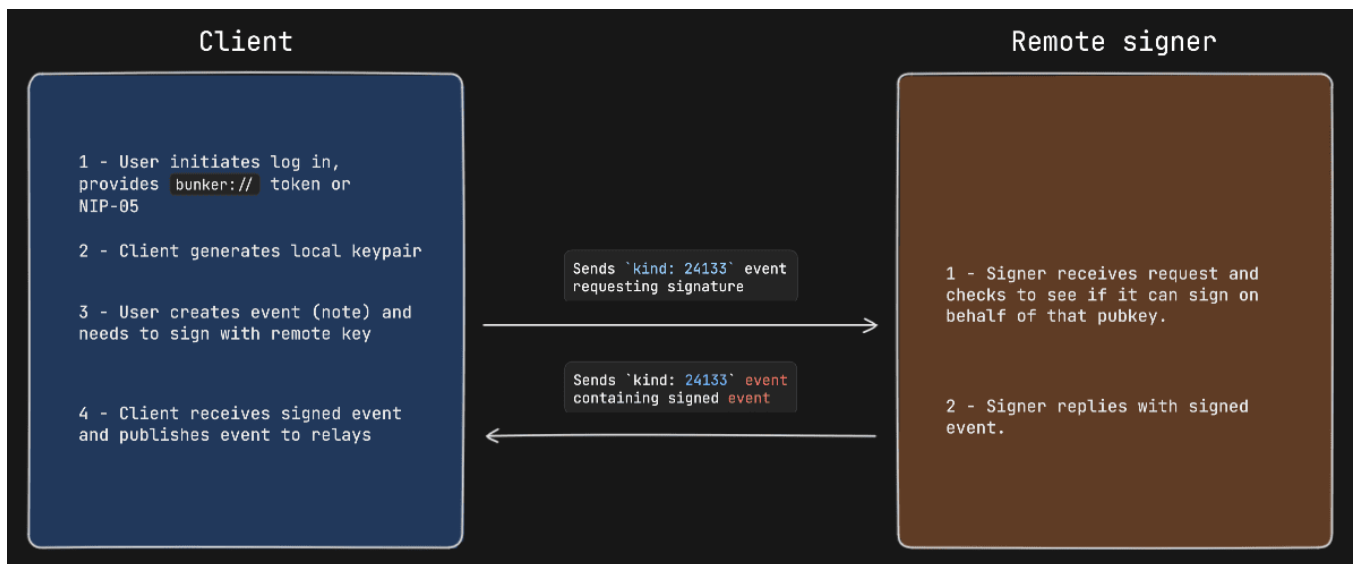 Client
1 - User initiates log in,
provides bunker:// token or
NIP-05
2 - Client generates local keypair
3 - User creates event (note) and
needs to sign with remote key
4 - Client receives signed event
and publishes event to relays
Sends `kind: 24133` event
requesting signature
Sends `kind: 24133` event
containing signed event
Remote signer
1 - Signer receives request and
checks to see if it can sign on
behalf of that pubkey.
2 - Signer replies with signed
event.